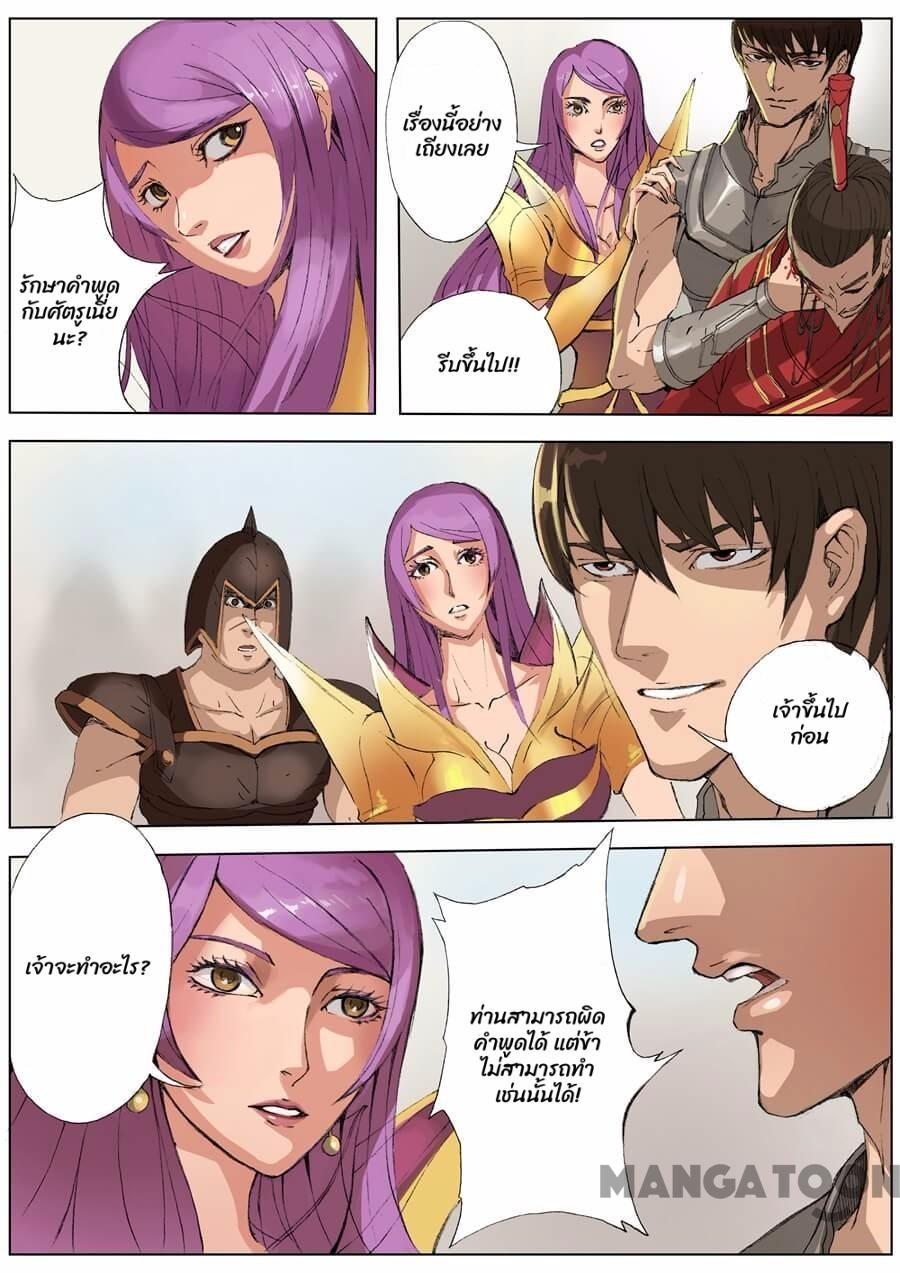 รักษาคำพูด
กับศัตรูเนี่ย
นะ?
เรื่องนี้อย่าง
เถียงเลย
รีบขึ้นไป!!
เจ้าขึ้นไป
ก่อน
เจ้าจะทำอะไร?
ท่านสามารถผิด
คำพูดได้ แต่ข้า
ไม่สามารถทำ
เช่นนั้นได้!
MANGATOON